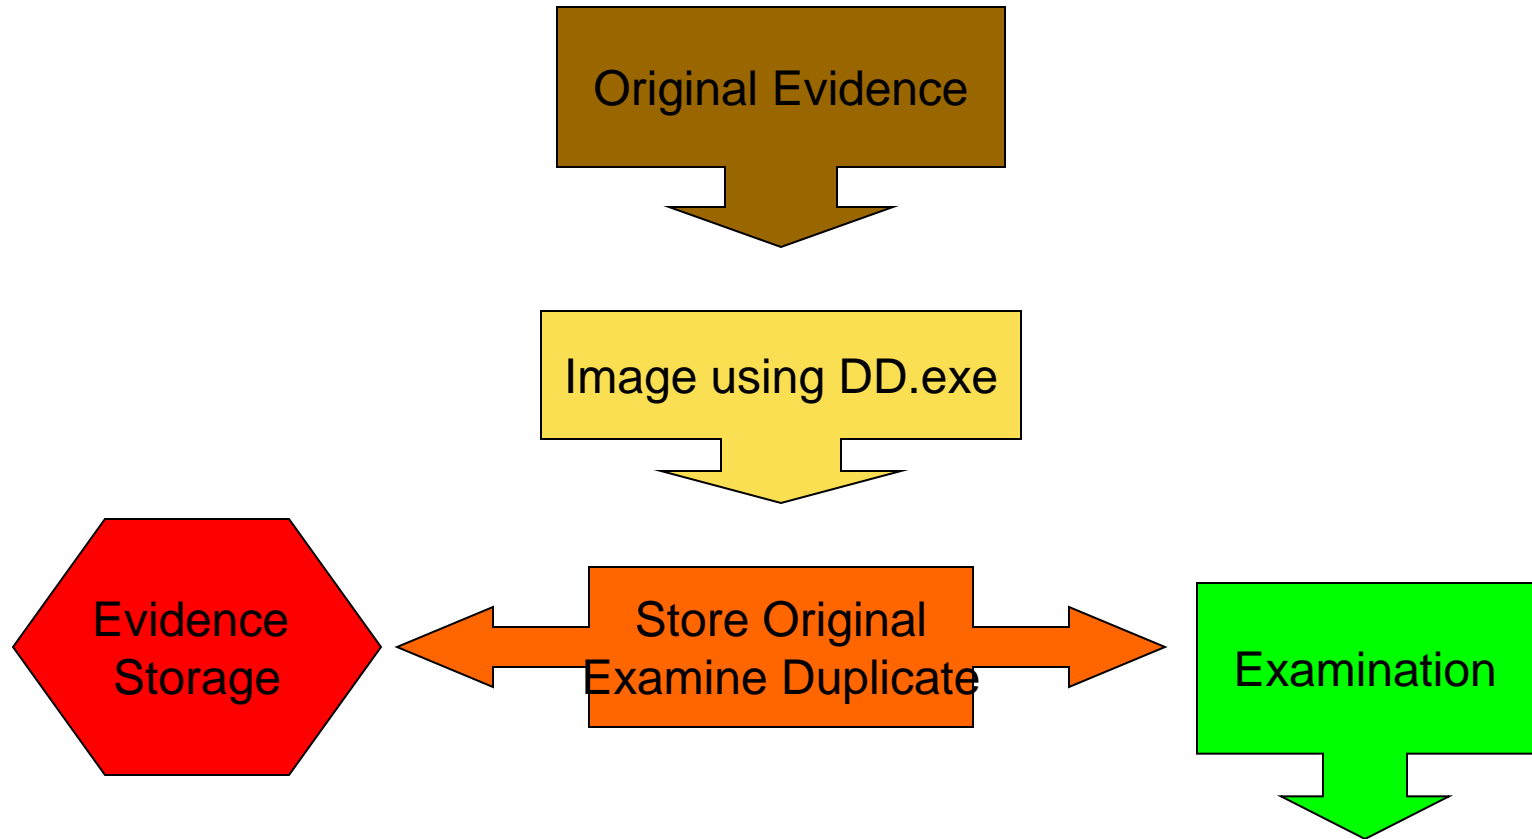 Original Evidence
Image using DD.exe
Evidence
Storage
Store Original
Examine Duplicate
Examination